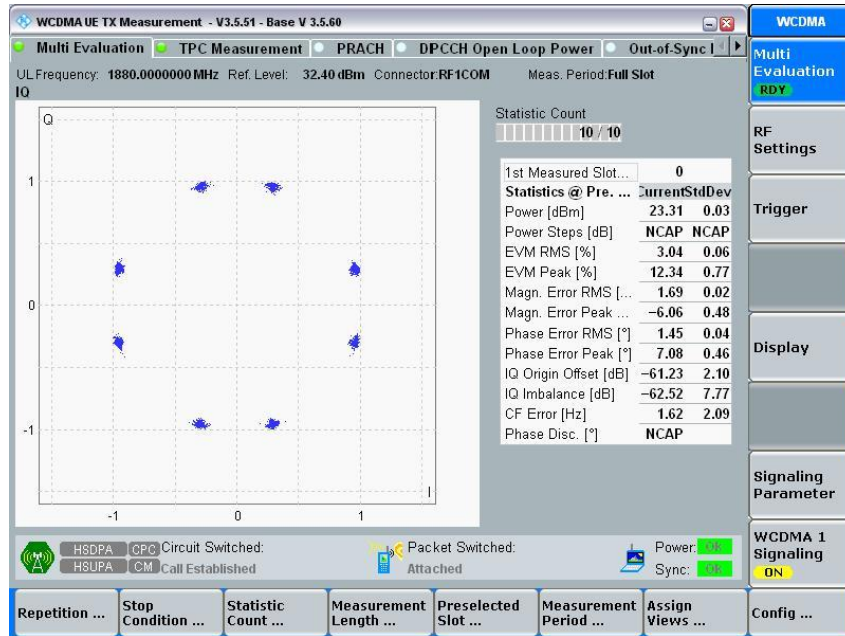 WCDMA UE TX Measurement - V3.5.51 - Base V 3.5.60
WCDMA
Multi Evaluation TPC Measurement PRACH DPCCH Open Loop Power Out-of-Sync
UL Frequency: 1880.0000000 MHz Ref. Level: 32.40 dBm Connector:RF1COM Meas. Period:Full Slot
IQ
Q
1
0
-1
-1 0 1
I
Statistic Count
10 / 10
1st Measured Slot... 0
Statistics @ Pre. ... Current StdDev
Power [dBm] 23.31 0.03
Power Steps [dB] NCAP NCAP
EVM RMS [%] 3.04 0.06
EVM Peak [%] 12.34 0.77
Magn. Error RMS [... 1.69 0.02
Magn. Error Peak ... −6.06 0.48
Phase Error RMS [°] 1.45 0.04
Phase Error Peak [°] 7.08 0.46
IQ Origin Offset [dB] −61.23 2.10
IQ Imbalance [dB] −62.52 7.77
CF Error [Hz] 1.62 2.09
Phase Disc. [°] NCAP
Multi
Evaluation
RDY
RF
Settings
Trigger
Display
Signaling
Parameter
WCDMA 1
Signaling
ON
HSDPA CPC Circuit Switched: Packet Switched: Power: OK
HSUPA CM Call Established Attached Sync: OK
Repetition ...
Stop
Condition ...
Statistic
Count ...
Measurement
Length ...
Preselected
Slot ...
Measurement
Period ...
Assign
Views ...
Config ...